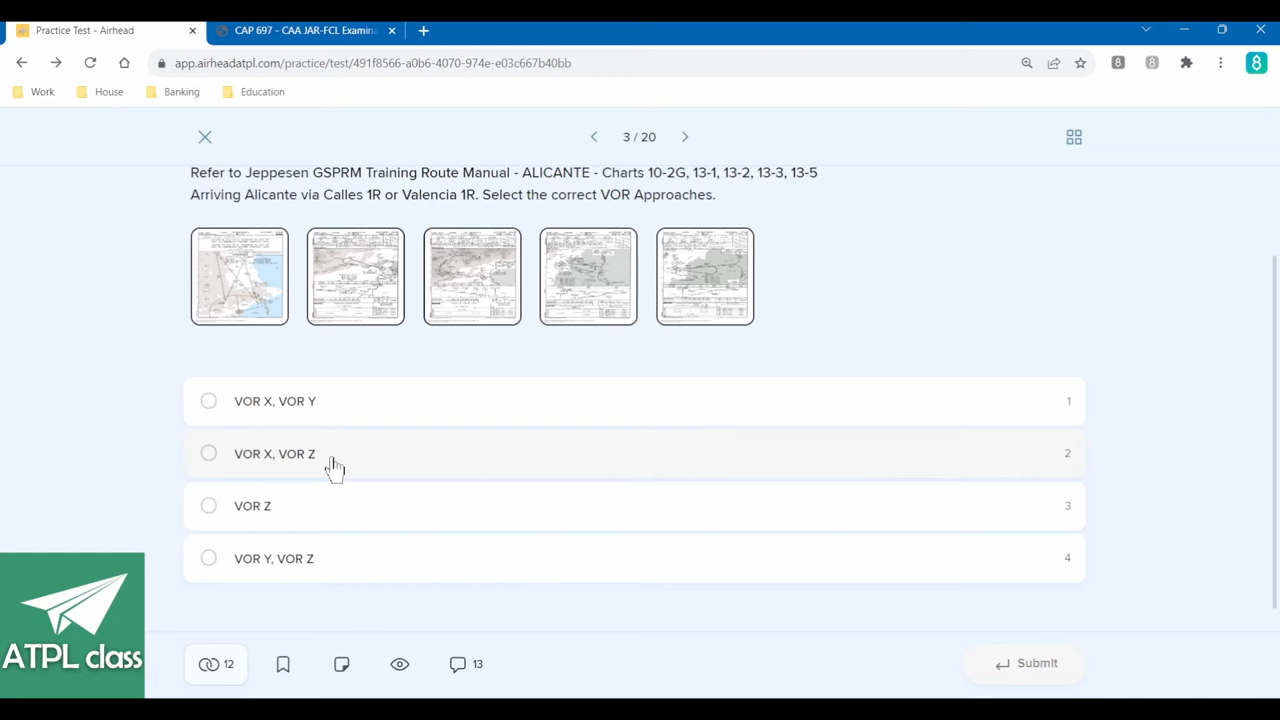 Practice Test - Airhead
CAP 697 - CAA JAR-FCL Examina
app.airheadatpl.com/practice/test/491f8566-a0b6-4070-974e-e03c667b40bb
Work
House
Banking
Education
3 / 20
Refer to Jeppesen GSPRM Training Route Manual - ALICANTE - Charts 10-2G, 13-1, 13-2, 13-3, 13-5
Arriving Alicante via Calles 1R or Valencia 1R. Select the correct VOR Approaches.
VOR X, VOR Y 1
VOR X, VOR Z 2
VOR Z 3
VOR Y, VOR Z 4
ATPL class
12
13
Submit